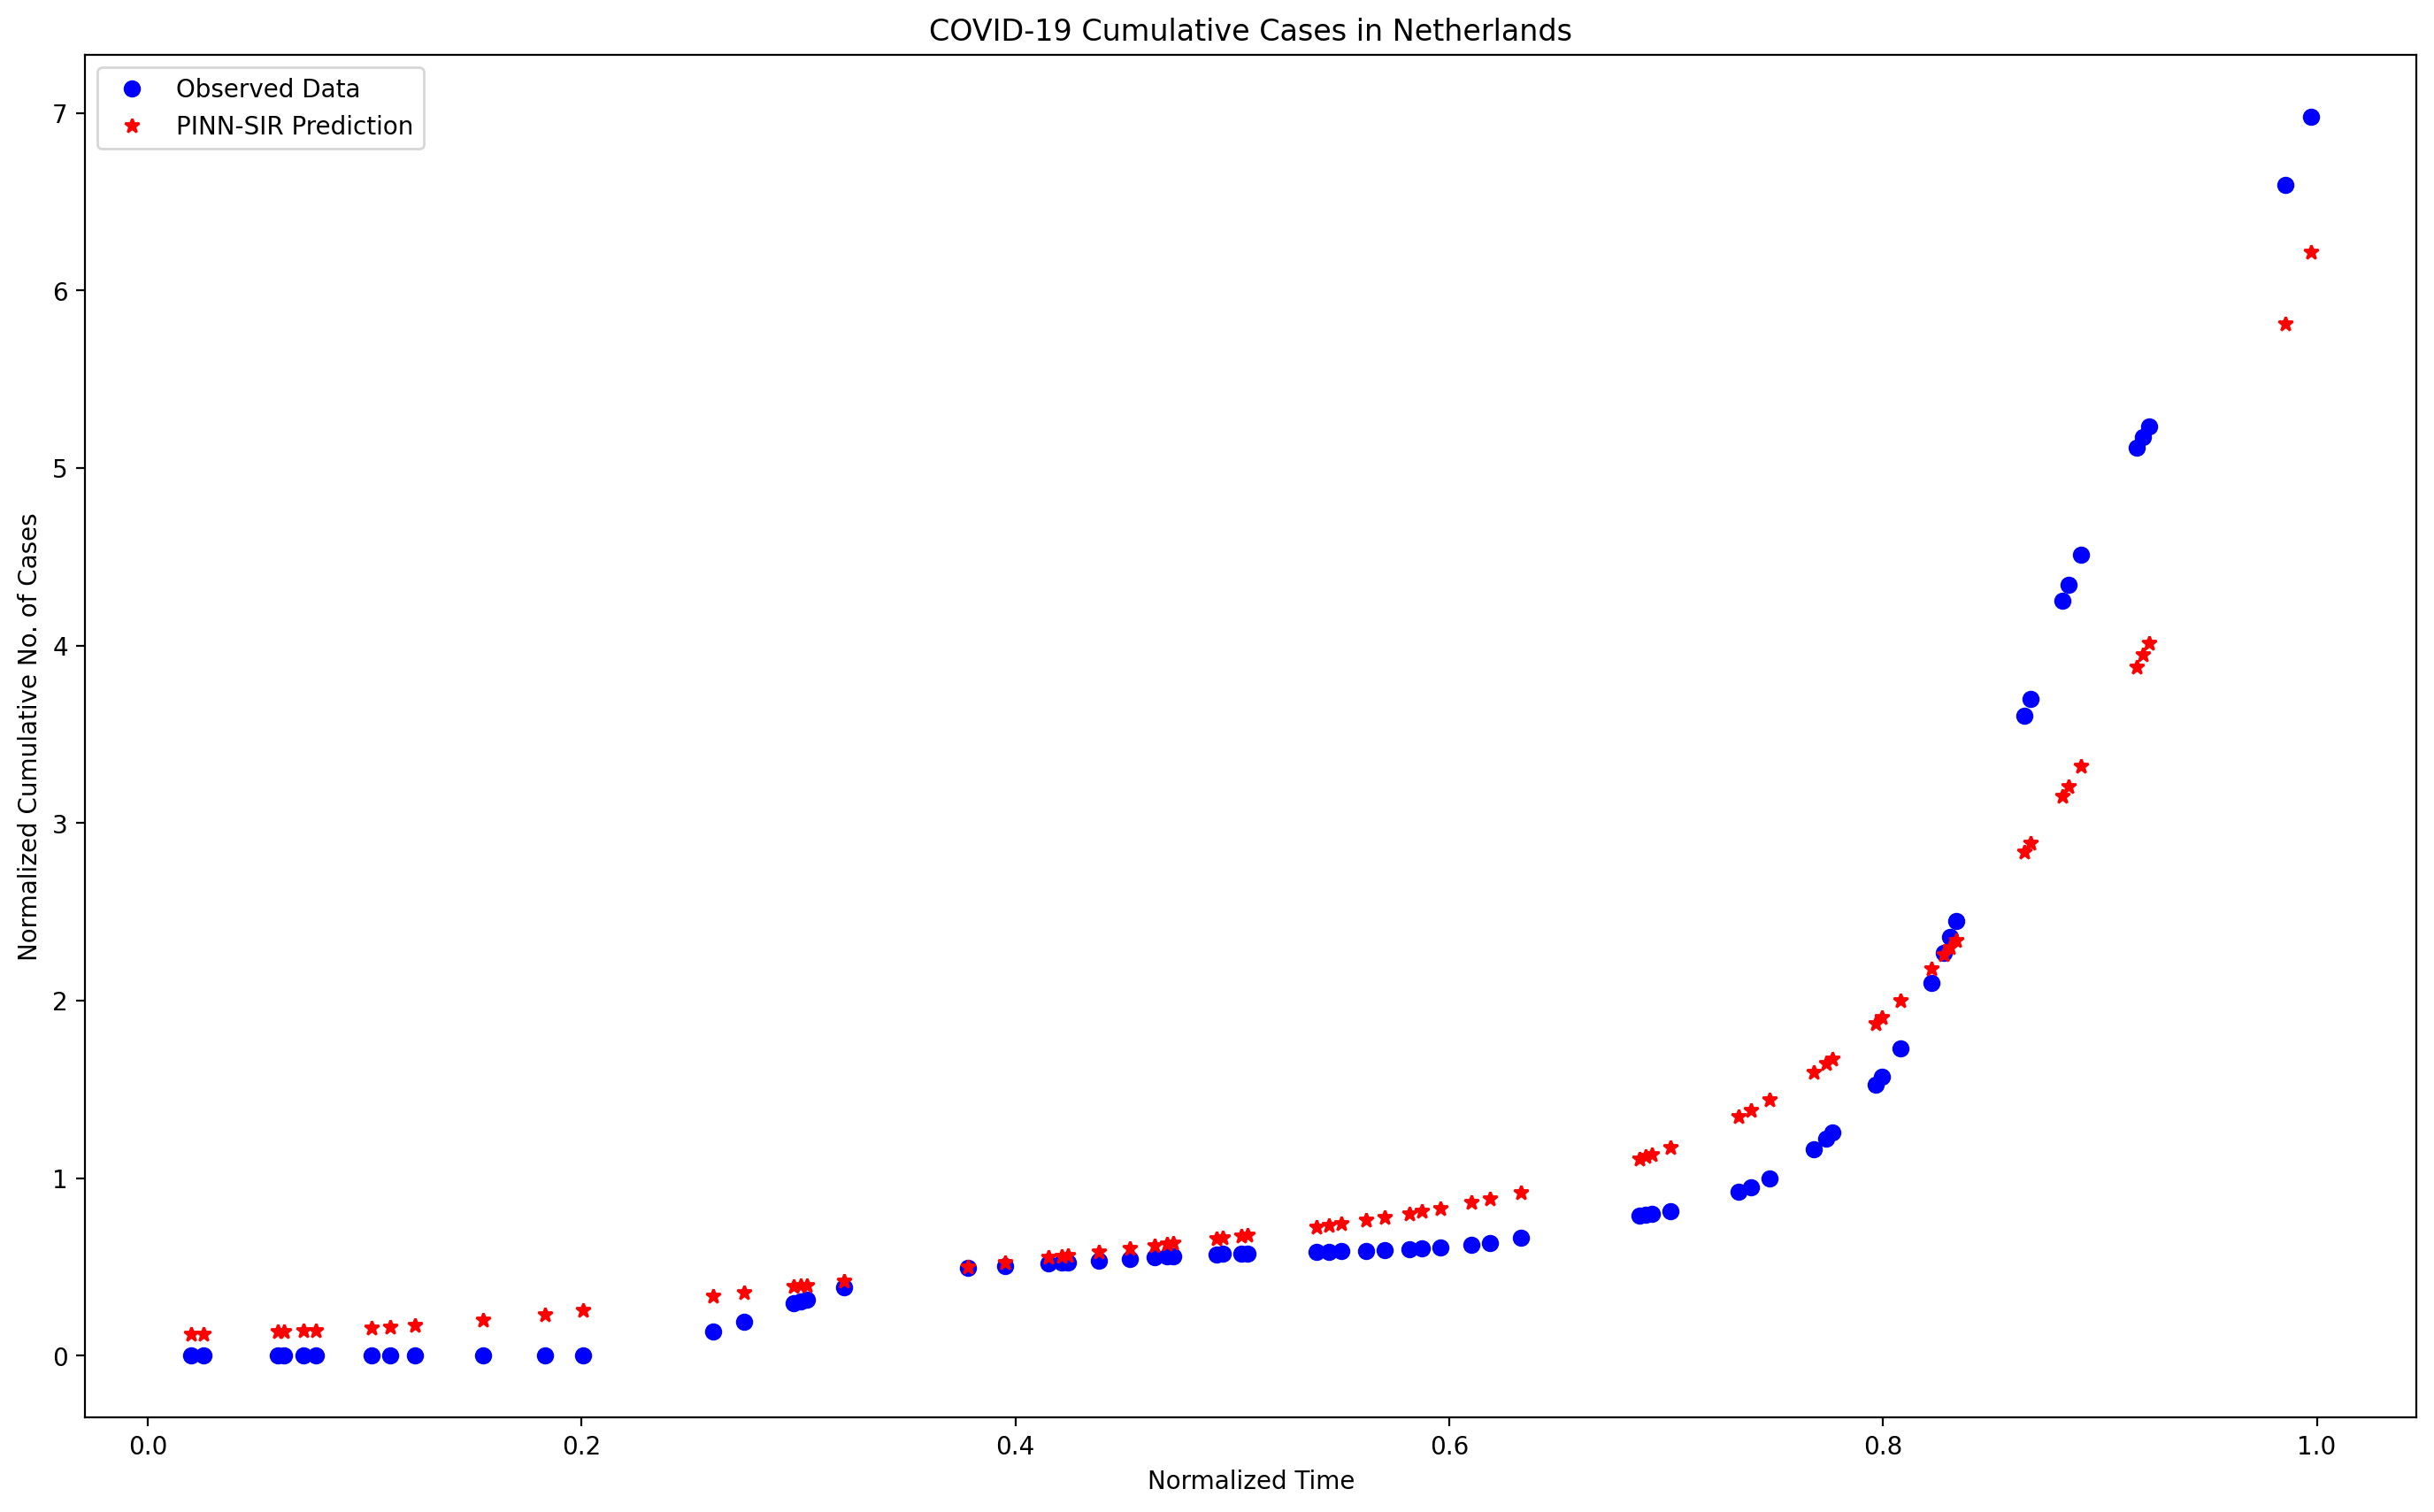 COVID-19 Cumulative Cases in Netherlands
Observed Data
PINN-SIR Prediction
Normalized Cumulative No. of Cases
7
6
5
4
3
2
1
0
0.0 0.2 0.4 0.6 0.8 1.0
Normalized Time